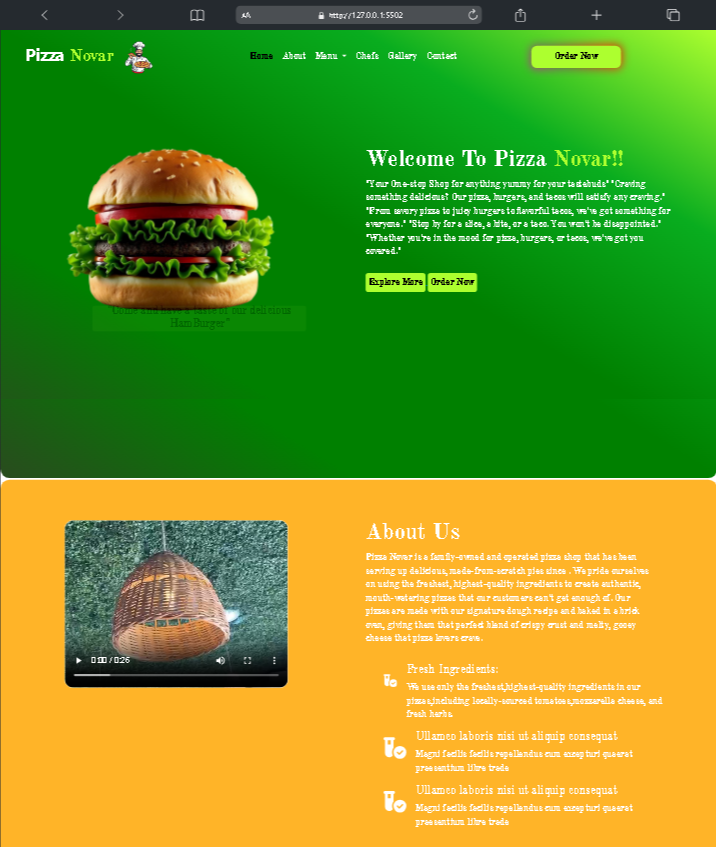 AA http://127.0.0.1:5502
Pizza Novar Home About Menu Chefs Gallery Contact Order Now
Welcome To Pizza Novar!!
"Your One-stop Shop for anything yummy for your tastebuds" "Craving
something delicious? Our pizza, burgers, and tacos will satisfy any craving."
"From savory pizza to juicy burgers to flavorful tacos, we've got something for
everyone." "Stop by for a slice, a bite, or a taco. You won't be disappointed."
"Whether you're in the mood for pizza, burgers, or tacos, we've got you
covered."
Explore More Order Now
"Come and have a taste of our delicious
HamBurger"
About Us
Pizza Novar is a family-owned and operated pizza shop that has been
serving up delicious, made-from-scratch pies since . We pride ourselves
on using the freshest, highest-quality ingredients to create authentic,
mouth-watering pizzas that our customers can't get enough of. Our
pizzas are made with our signature dough recipe and baked in a brick
oven, giving them that perfect blend of crispy crust and melty, gooey
cheese that pizza lovers crave.
0:00 / 0:26
Fresh Ingredients:
We use only the freshest,highest-quality ingredients in our
pizzas,including locally-sourced tomatoes,mozzarella cheese, and
fresh herbs.
Ullamco laboris nisi ut aliquip consequat
Magni facilis facilis repellendus cum excepturi quaerat
praesentium libre trade
Ullamco laboris nisi ut aliquip consequat
Magni facilis facilis repellendus cum excepturi quaerat
praesentium libre trade